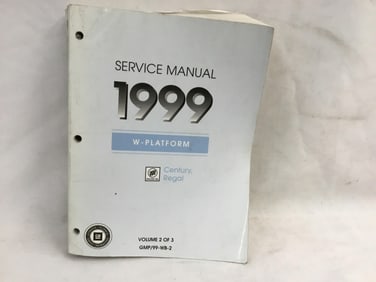 SERVICE MANUAL
1999
W-PLATFORM
Century,
Regal
VOLUME 2 OF 3
GMP/99-WB-2